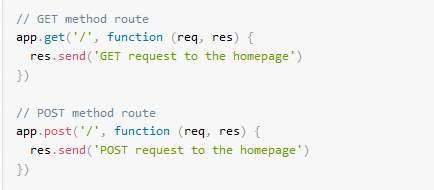 // GET method route
app.get('/', function (req, res) {
  res.send('GET request to the homepage')
})
// POST method route
app.post('/', function (req, res) {
  res.send('POST request to the homepage')
})